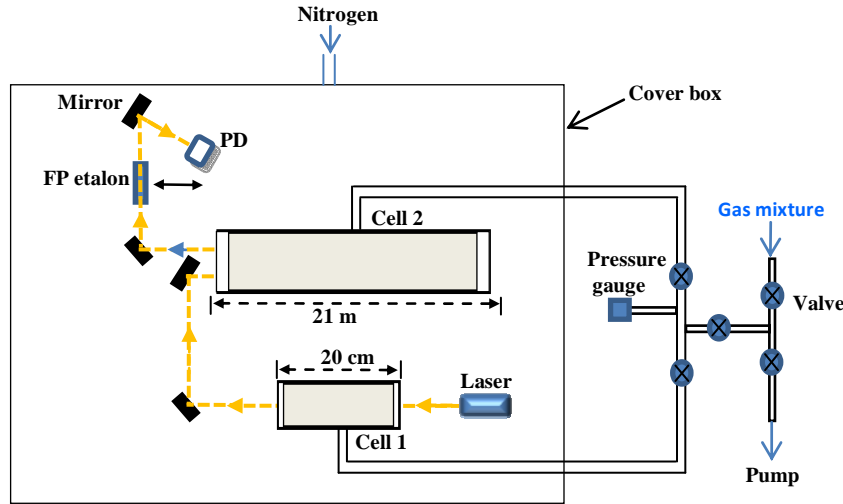 Nitrogen
Mirror
Cover box
PD
FP etalon
Cell 2
Gas mixture
Pressure
gauge
Valve
21 m
20 cm
Laser
Cell 1
Pump